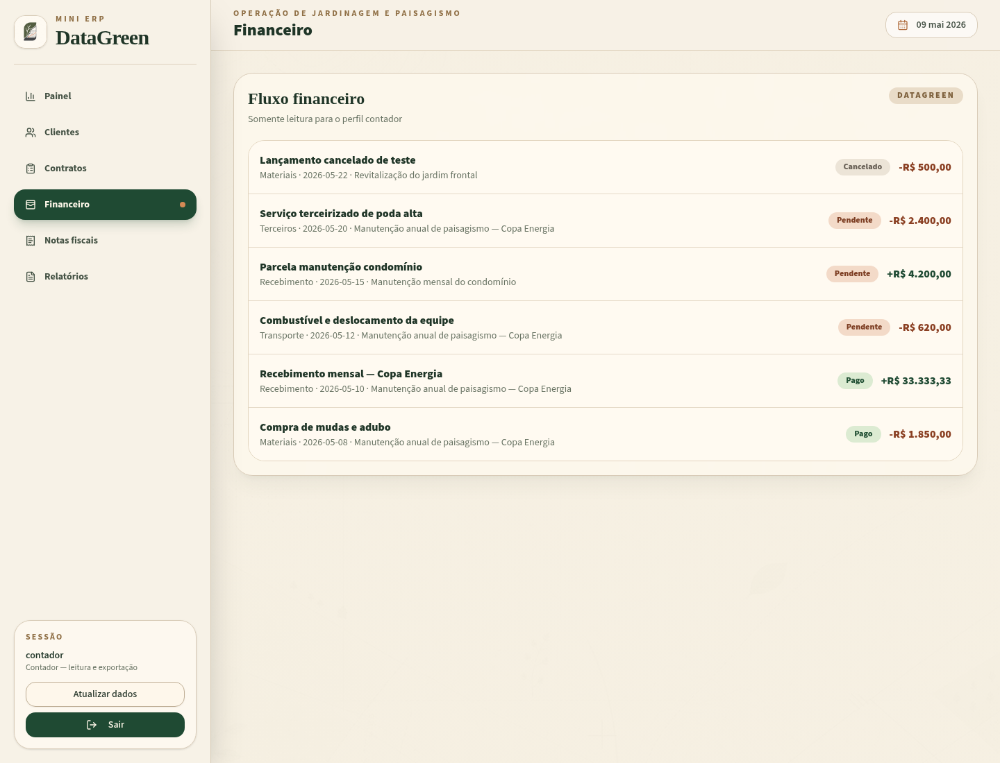 MINI ERP
DataGreen
Painel
Clientes
Contratos
Financeiro
Notas fiscais
Relatórios
SESSÃO
contador
Contador — leitura e exportação
Atualizar dados
Sair
OPERAÇÃO DE JARDINAGEM E PAISAGISMO
Financeiro
09 mai 2026
Fluxo financeiro
DATAGREEN
Somente leitura para o perfil contador
Lançamento cancelado de teste
Materiais · 2026-05-22 · Revitalização do jardim frontal
Cancelado -R$ 500,00
Serviço terceirizado de poda alta
Terceiros · 2026-05-20 · Manutenção anual de paisagismo — Copa Energia
Pendente -R$ 2.400,00
Parcela manutenção condomínio
Recebimento · 2026-05-15 · Manutenção mensal do condomínio
Pendente +R$ 4.200,00
Combustível e deslocamento da equipe
Transporte · 2026-05-12 · Manutenção anual de paisagismo — Copa Energia
Pendente -R$ 620,00
Recebimento mensal — Copa Energia
Recebimento · 2026-05-10 · Manutenção anual de paisagismo — Copa Energia
Pago +R$ 33.333,33
Compra de mudas e adubo
Materiais · 2026-05-08 · Manutenção anual de paisagismo — Copa Energia
Pago -R$ 1.850,00